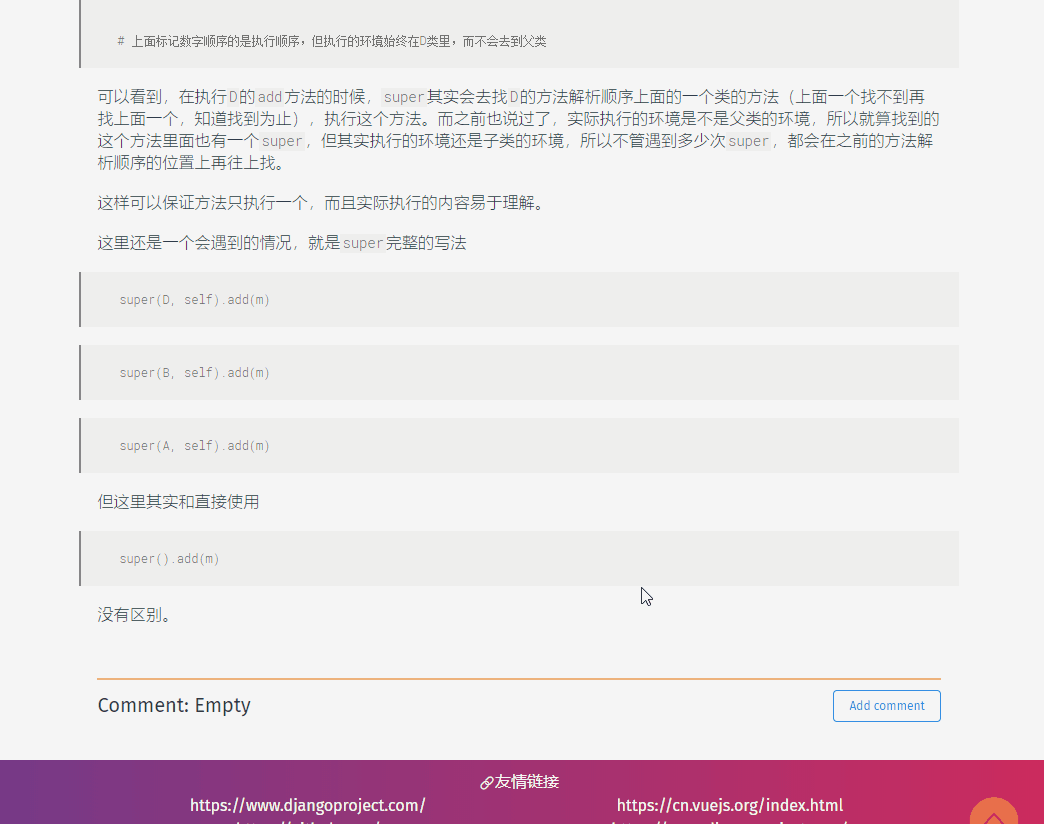 # 上面标记数字顺序的是执行顺序，但执行的环境始终在D类里，而不会去到父类
可以看到，在执行D的add方法的时候，super其实会去找D的方法解析顺序上面的一个类的方法（上面一个找不到再
找上面一个，知道找到为止），执行这个方法。而之前也说过了，实际执行的环境是不是父类的环境，所以就算找到的
这个方法里面也有一个super，但其实执行的环境还是子类的环境，所以不管遇到多少次super，都会在之前的方法解
析顺序的位置上再往上找。
这样可以保证方法只执行一个，而且实际执行的内容易于理解。
这里还是一个会遇到的情况，就是super完整的写法
super(D, self).add(m)
super(B, self).add(m)
super(A, self).add(m)
但这里其实和直接使用
super().add(m)
没有区别。
Comment: Empty
Add comment
友情链接
https://www.djangoproject.com/
https://cn.vuejs.org/index.html